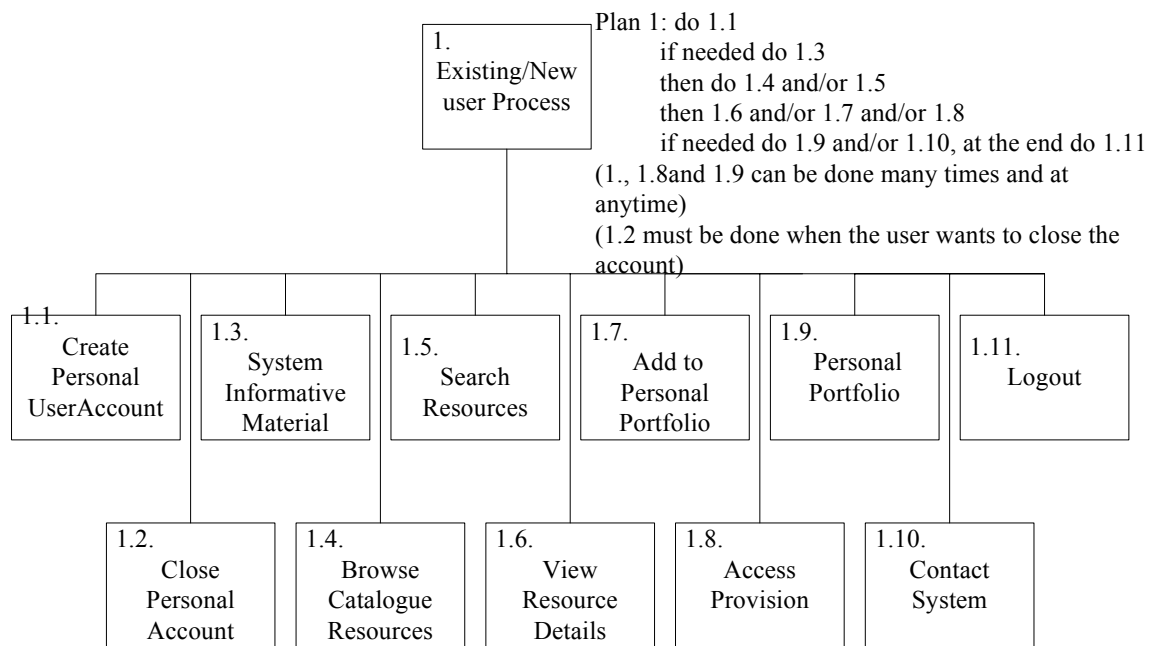 1.
Existing/New
user Process
Plan 1: do 1.1
if needed do 1.3
then do 1.4 and/or 1.5
then 1.6 and/or 1.7 and/or 1.8
if needed do 1.9 and/or 1.10, at the end do 1.11
(1., 1.8and 1.9 can be done many times and at
anytime)
(1.2 must be done when the user wants to close the
account)
1.1.
Create
Personal
UserAccount
1.3.
System
Informative
Material
1.5.
Search
Resources
1.7.
Add to
Personal
Portfolio
1.9.
Personal
Portfolio
1.11.
Logout
1.2.
Close
Personal
Account
1.4.
Browse
Catalogue
Resources
1.6.
View
Resource
Details
1.8.
Access
Provision
1.10.
Contact
System